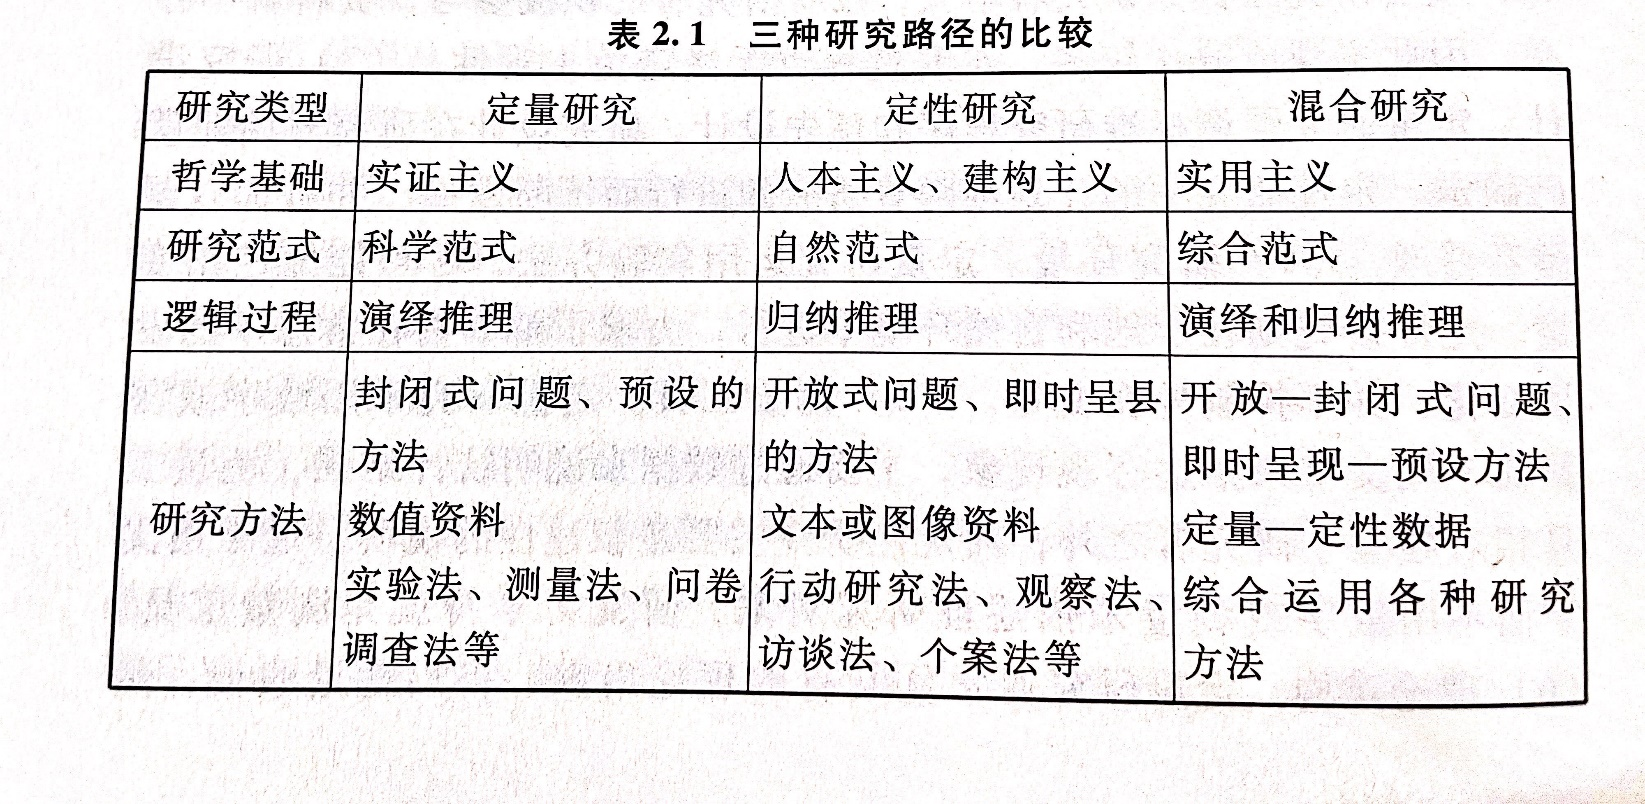 表 2.1 三种研究路径的比较
研究类型 定量研究 定性研究 混合研究
哲学基础 实证主义 人本主义、建构主义 实用主义
研究范式 科学范式 自然范式 综合范式
逻辑过程 演绎推理 归纳推理 演绎和归纳推理
研究方法
封闭式问题、预设的
方法
数值资料
实验法、测量法、问卷
调查法等
开放式问题、即时呈县
的方法
文本或图像资料
行动研究法、观察法、
访谈法、个案法等
开放—封闭式问题、
即时呈现—预设方法
定量—定性数据
综合运用各种研究
方法